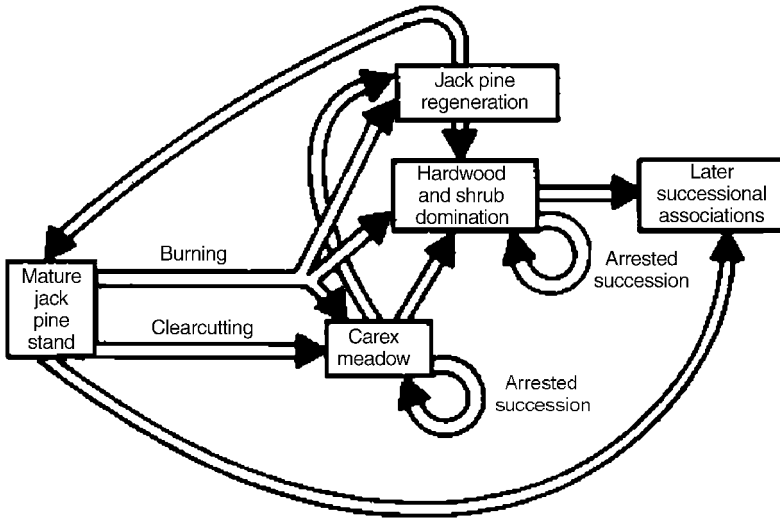 Jack pine
regeneration
Hardwood
and shrub
domination
Later
successional
associations
Burning
Arrested
succession
Mature
jack
pine
stand
Clearcutting
Carex
meadow
Arrested
succession